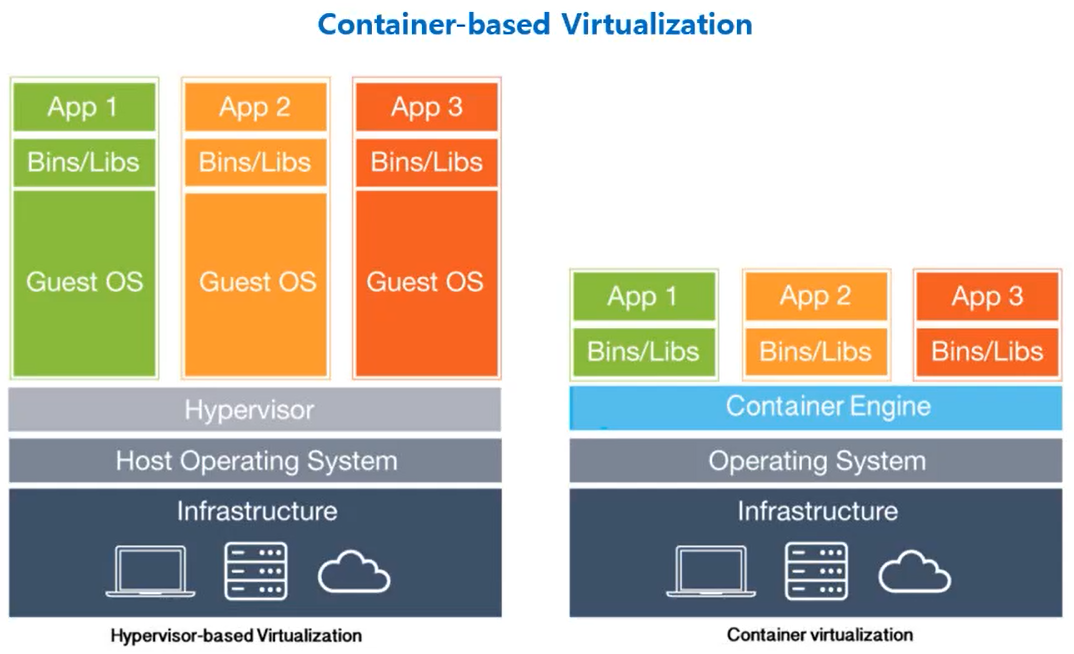 Container-based Virtualization
App 1
App 2
App 3
Bins/Libs
Bins/Libs
Bins/Libs
Guest OS
Guest OS
Guest OS
Hypervisor
Host Operating System
Infrastructure
Hypervisor-based Virtualization
App 1
App 2
App 3
Bins/Libs
Bins/Libs
Bins/Libs
Container Engine
Operating System
Infrastructure
Container virtualization